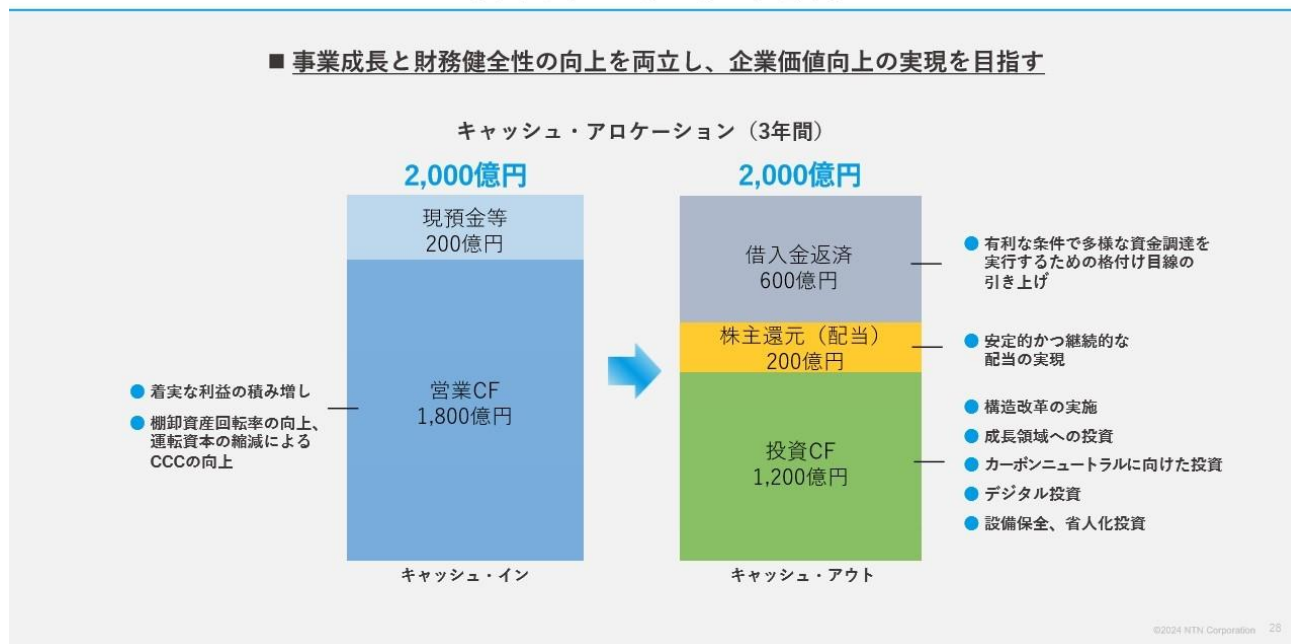 ■ 事業成長と財務健全性の向上を両立し、企業価値向上の実現を目指す
キャッシュ・アロケーション（3年間）
2,000億円
現預金等
200億円
営業CF
1,800億円
キャッシュ・イン
● 着実な利益の積み増し
● 棚卸資産回転率の向上、
運転資本の縮減による
CCCの向上
2,000億円
借入金返済
600億円
株主還元（配当）
200億円
投資CF
1,200億円
キャッシュ・アウト
● 有利な条件で多様な資金調達を
実行するための格付け目線の
引き上げ
● 安定的かつ継続的な
配当の実現
● 構造改革の実施
● 成長領域への投資
● カーボンニュートラルに向けた投資
● デジタル投資
● 設備保全、省人化投資
©2024 NTN Corporation 28